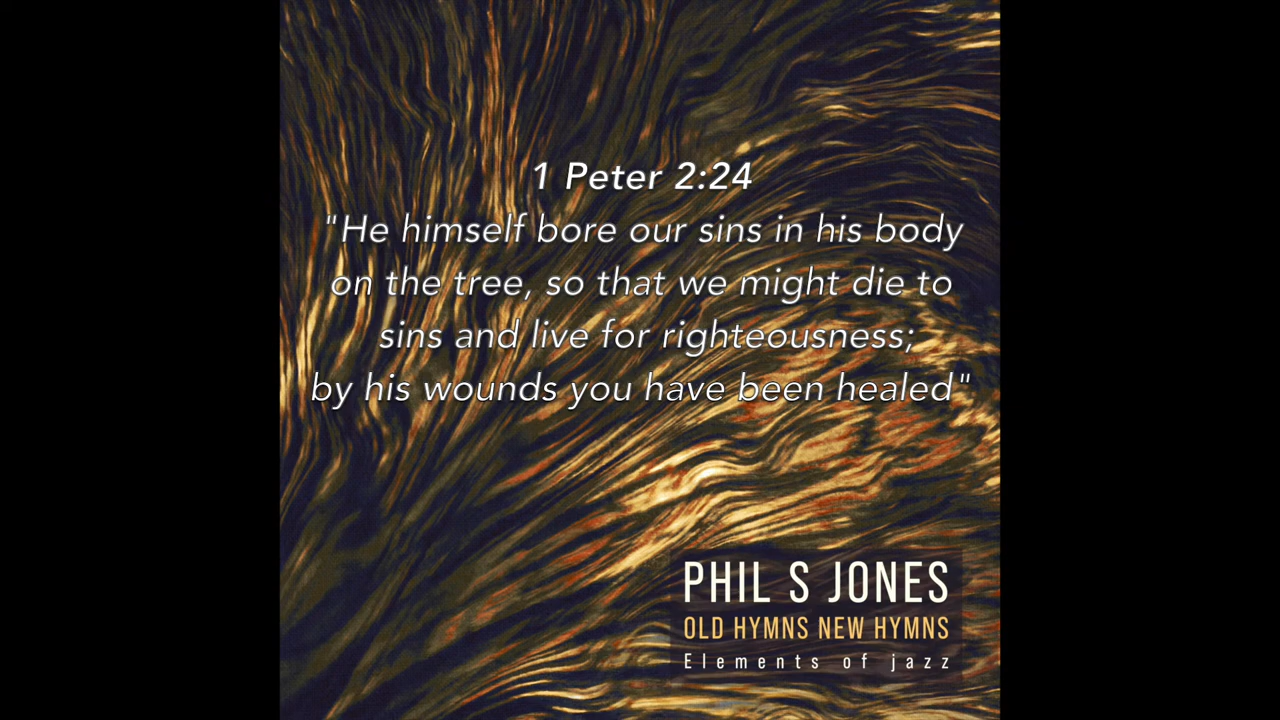 1 Peter 2:24
"He himself bore our sins in his body
on the tree, so that we might die to
sins and live for righteousness;
by his wounds you have been healed"
PHIL S JONES
OLD HYMNS NEW HYMNS
Elements of jazz